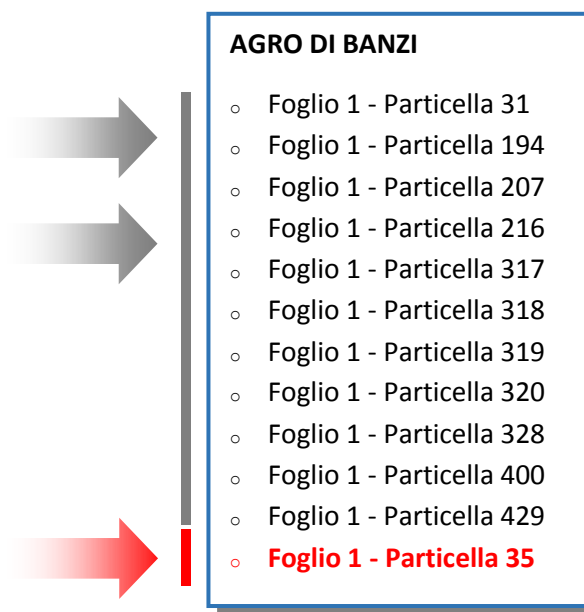 AGRO DI BANZI
○ Foglio 1 - Particella 31
○ Foglio 1 - Particella 194
○ Foglio 1 - Particella 207
○ Foglio 1 - Particella 216
○ Foglio 1 - Particella 317
○ Foglio 1 - Particella 318
○ Foglio 1 - Particella 319
○ Foglio 1 - Particella 320
○ Foglio 1 - Particella 328
○ Foglio 1 - Particella 400
○ Foglio 1 - Particella 429
○ Foglio 1 - Particella 35